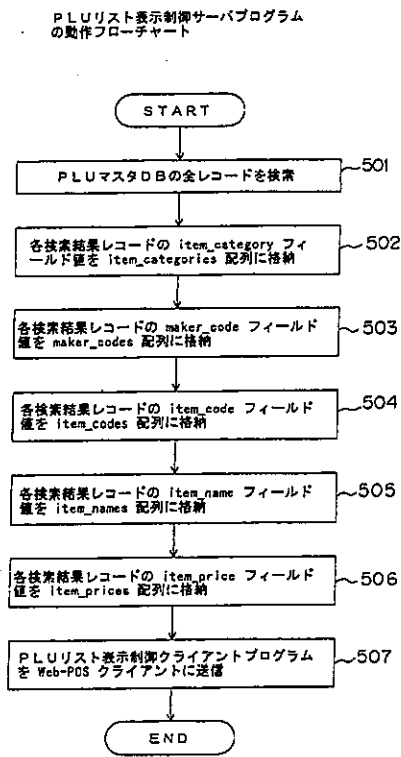 PLUリスト表示制御サーバプログラム
の動作フローチャート
START
PLUマスタDBの全レコードを検索
501
各検索結果レコードの item_category フィ
ールド値を item_categories 配列に格納
502
各検索結果レコードの maker_code フィールド
値を maker_codes 配列に格納
503
各検索結果レコードの item_code フィールド
値を item_codes 配列に格納
504
各検索結果レコードの item_name フィールド
値を item_names 配列に格納
505
各検索結果レコードの item_price フィールド
値を item_prices 配列に格納
506
PLUリスト表示制御クライアントプログラム
を Web-POS クライアントに送信
507
END